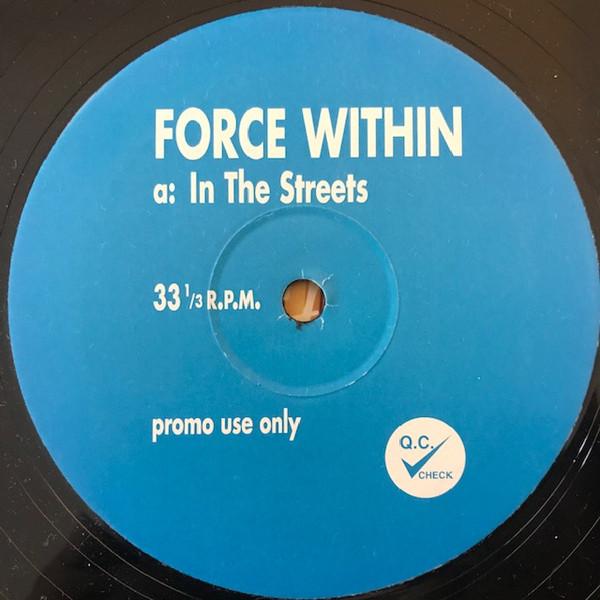 FORCE WITHIN
a: In The Streets
33 1/3 R.P.M.
promo use only
Q.C.
CHECK